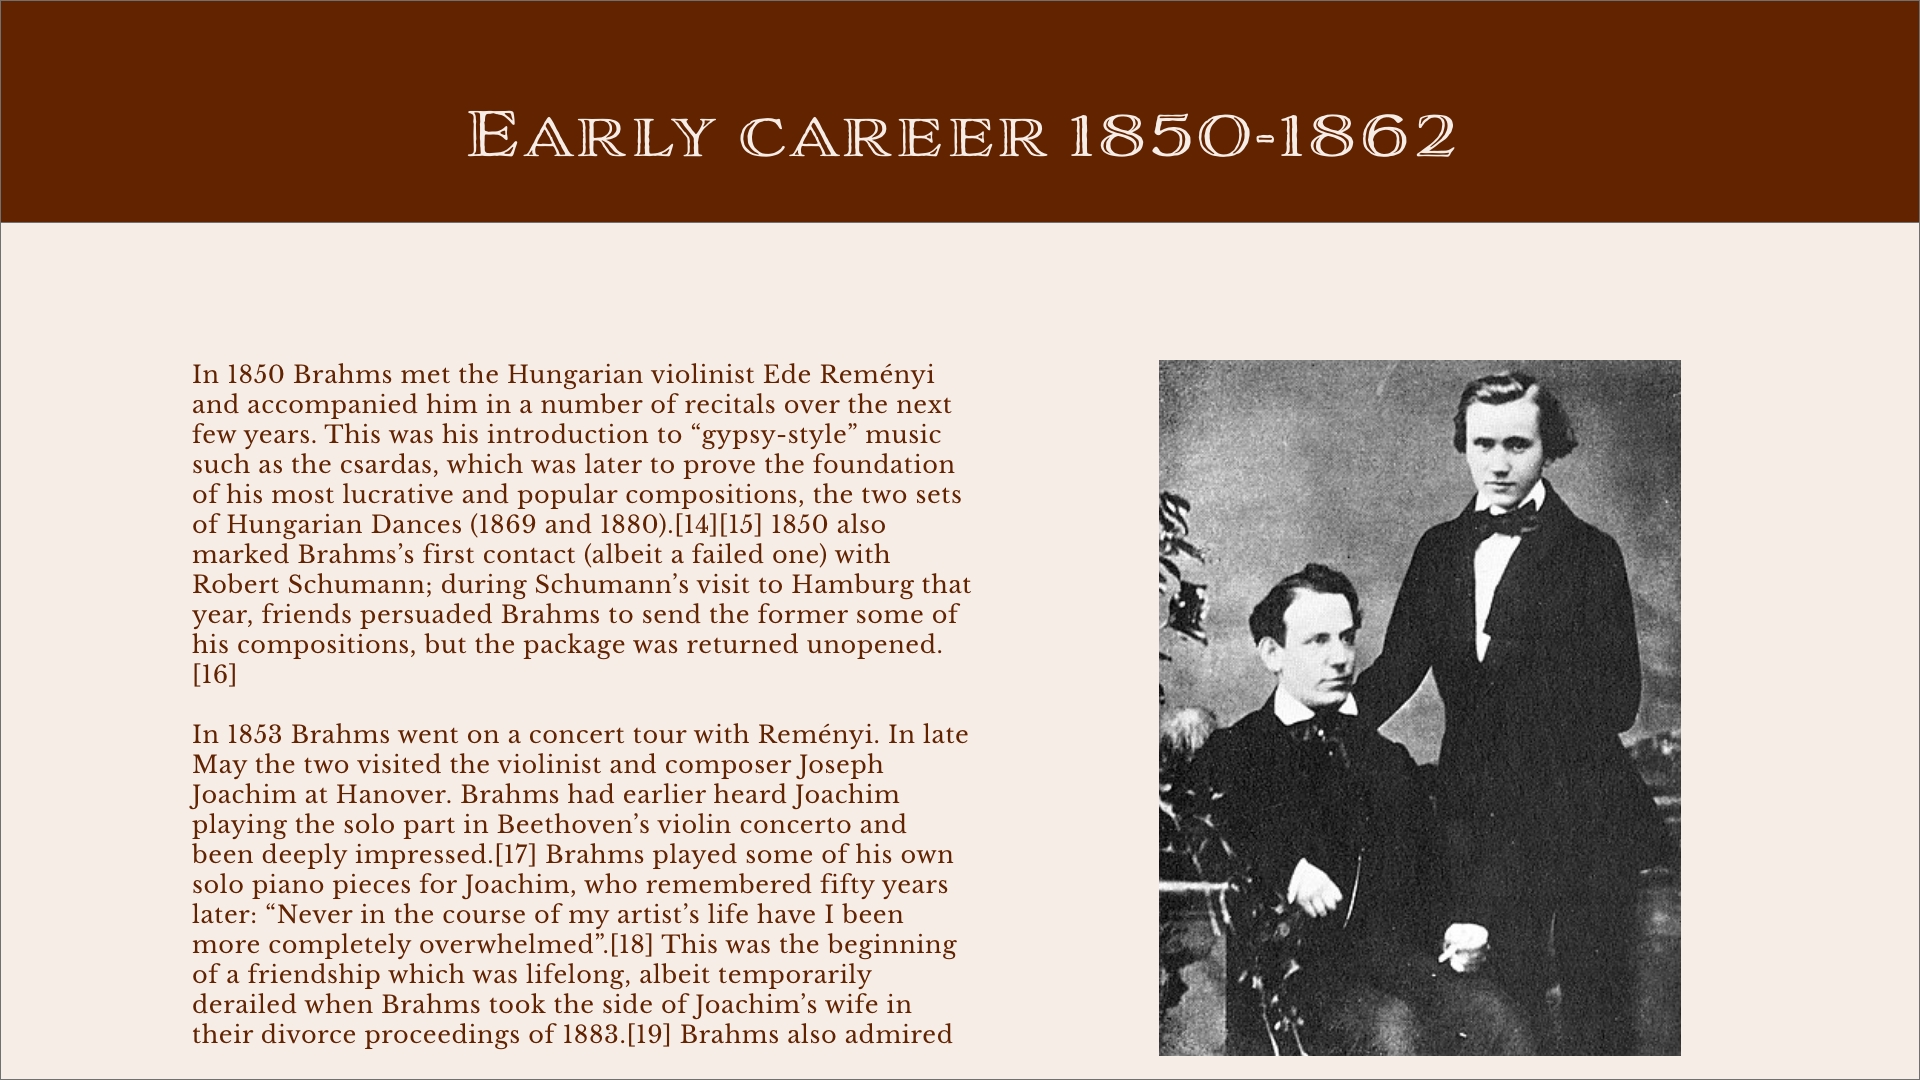 Early career 1850-1862
In 1850 Brahms met the Hungarian violinist Ede Reményi
and accompanied him in a number of recitals over the next
few years. This was his introduction to “gypsy-style” music
such as the csardas, which was later to prove the foundation
of his most lucrative and popular compositions, the two sets
of Hungarian Dances (1869 and 1880).[14][15] 1850 also
marked Brahms’s first contact (albeit a failed one) with
Robert Schumann; during Schumann’s visit to Hamburg that
year, friends persuaded Brahms to send the former some of
his compositions, but the package was returned unopened.
[16]
In 1853 Brahms went on a concert tour with Reményi. In late
May the two visited the violinist and composer Joseph
Joachim at Hanover. Brahms had earlier heard Joachim
playing the solo part in Beethoven’s violin concerto and
been deeply impressed.[17] Brahms played some of his own
solo piano pieces for Joachim, who remembered fifty years
later: “Never in the course of my artist’s life have I been
more completely overwhelmed”.[18] This was the beginning
of a friendship which was lifelong, albeit temporarily
derailed when Brahms took the side of Joachim’s wife in
their divorce proceedings of 1883.[19] Brahms also admired